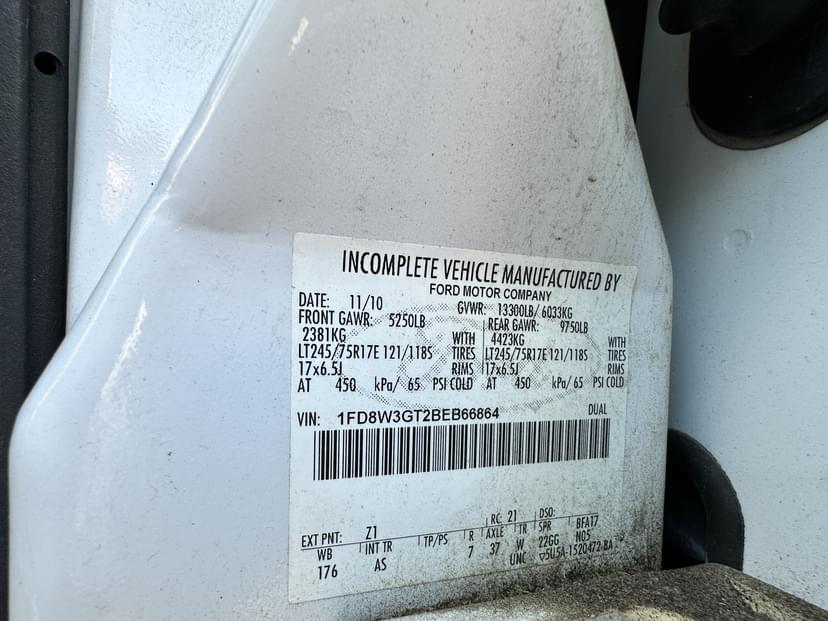 INCOMPLETE VEHICLE MANUFACTURED BY
FORD MOTOR COMPANY
DATE: 11/10 GVWR: 13300LB/ 6033KG
FRONT GAWR: 5250LB REAR GAWR: 9750LB
2381KG WITH 4423KG WITH
LT245/75R17E 121/118S TIRES LT245/75R17E 121/118S TIRES
17x6.5J RIMS 17x6.5J RIMS
AT 450 kPa/ 65 PSI COLD AT 450 kPa/ 65 PSI COLD
VIN: 1FD8W3GT2BEB66864 DUAL
EXT PNT: Z1 RC: 21 DSO:
WB INT TR TP/PS R AXLE TR SPR BFA17
176 AS 7 37 W 22GG N05
UNC ▽5U5A-1520472-BA